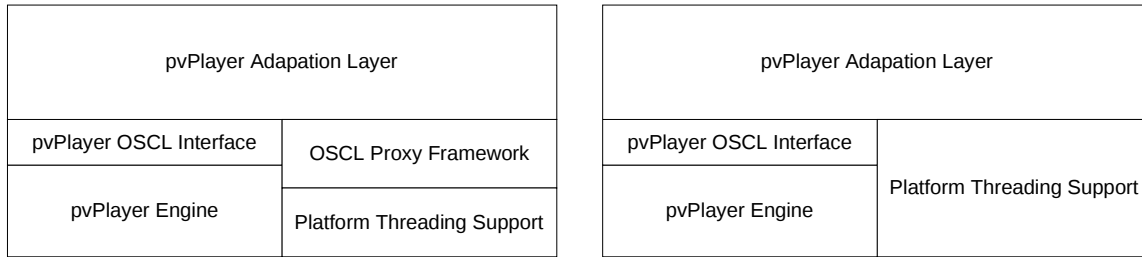 pvPlayer Adapation Layer
pvPlayer OSCL Interface
OSCL Proxy Framework
pvPlayer Engine
Platform Threading Support
pvPlayer Adapation Layer
pvPlayer OSCL Interface
Platform Threading Support
pvPlayer Engine